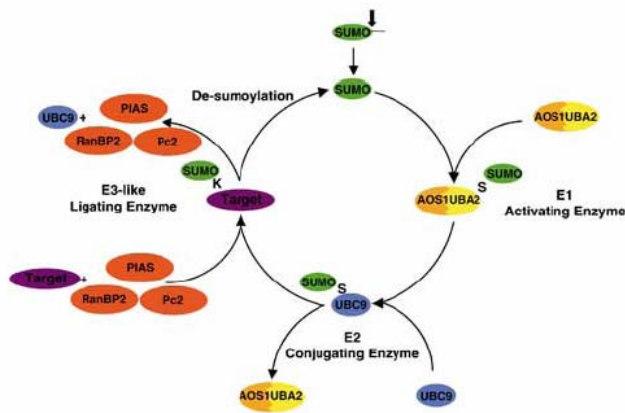 SUMO
De-sumoylation
SUMO
UBC9 +
PIAS
RanBP2
Pc2
AOS1UBA2
SUMO
K
Target
E3-like
Ligating Enzyme
SUMO
S
AOS1UBA2
E1
Activating Enzyme
Target +
PIAS
RanBP2
Pc2
SUMO
S
UBC9
E2
Conjugating Enzyme
AOS1UBA2
UBC9